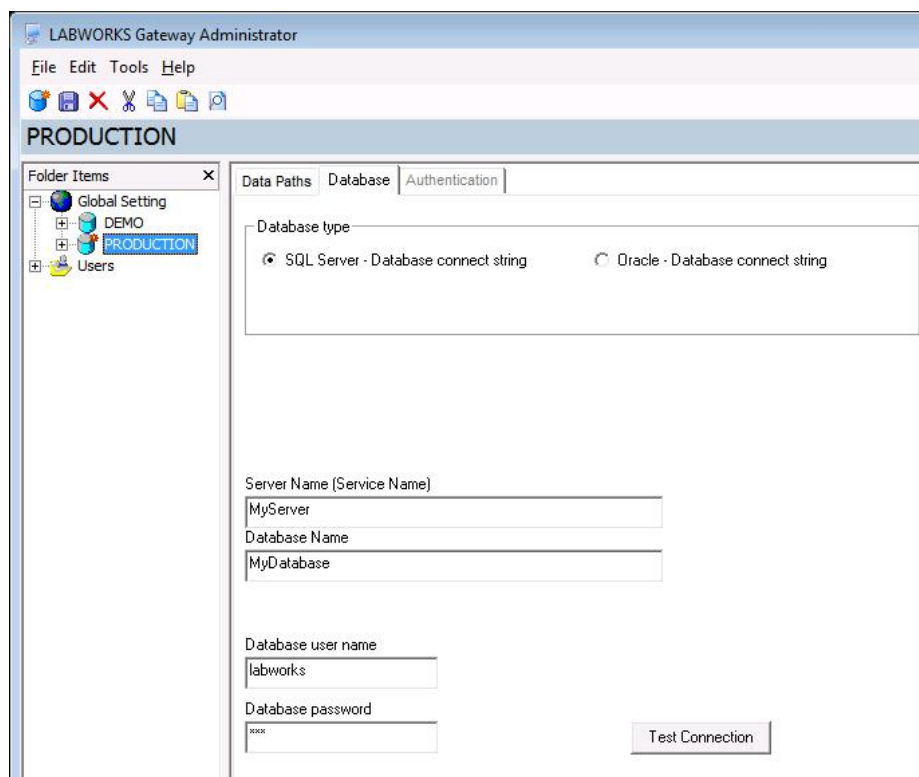 LABWORKS Gateway Administrator
File Edit Tools Help
PRODUCTION
Folder Items
Global Setting
DEMO
PRODUCTION
Users
Data Paths Database Authentication
Database type
SQL Server - Database connect string Oracle - Database connect string
Server Name (Service Name)
MyServer
Database Name
MyDatabase
Database user name
labworks
Database password
***
Test Connection